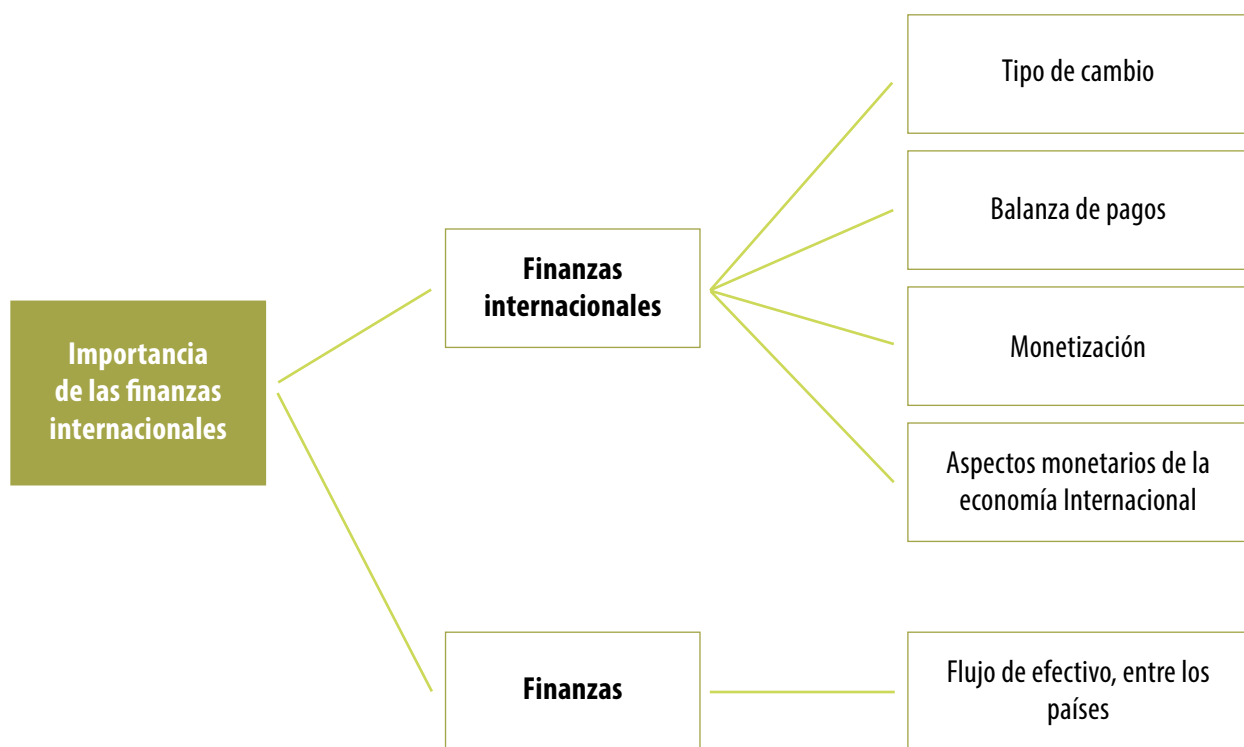 Importancia
de las finanzas
internacionales
Finanzas
internacionales
Tipo de cambio
Balanza de pagos
Monetización
Aspectos monetarios de la
economía Internacional
Finanzas
Flujo de efectivo, entre los
países